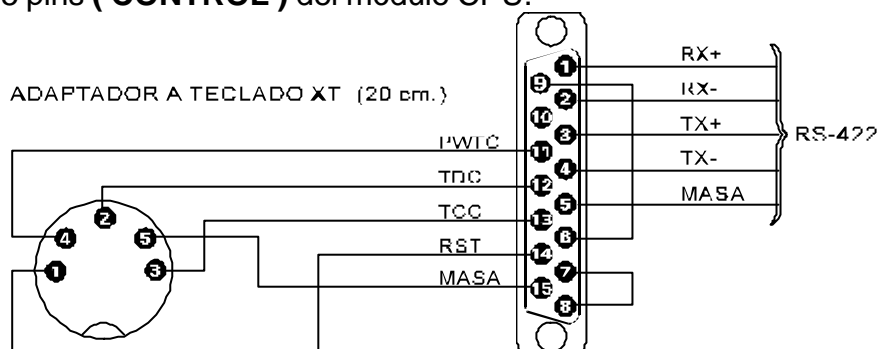 pins ( CONTROL ) del módulo CPU.
ADAPTADOR A TECLADO XT (20 cm.)
RX+
RX-
TX+
TX-
MASA
RS-422
PWTC
TDC
TCC
RST
MASA
1
2
3
4
5
6
7
8
9
10
11
12
13
14
15
4
2
5
1
3